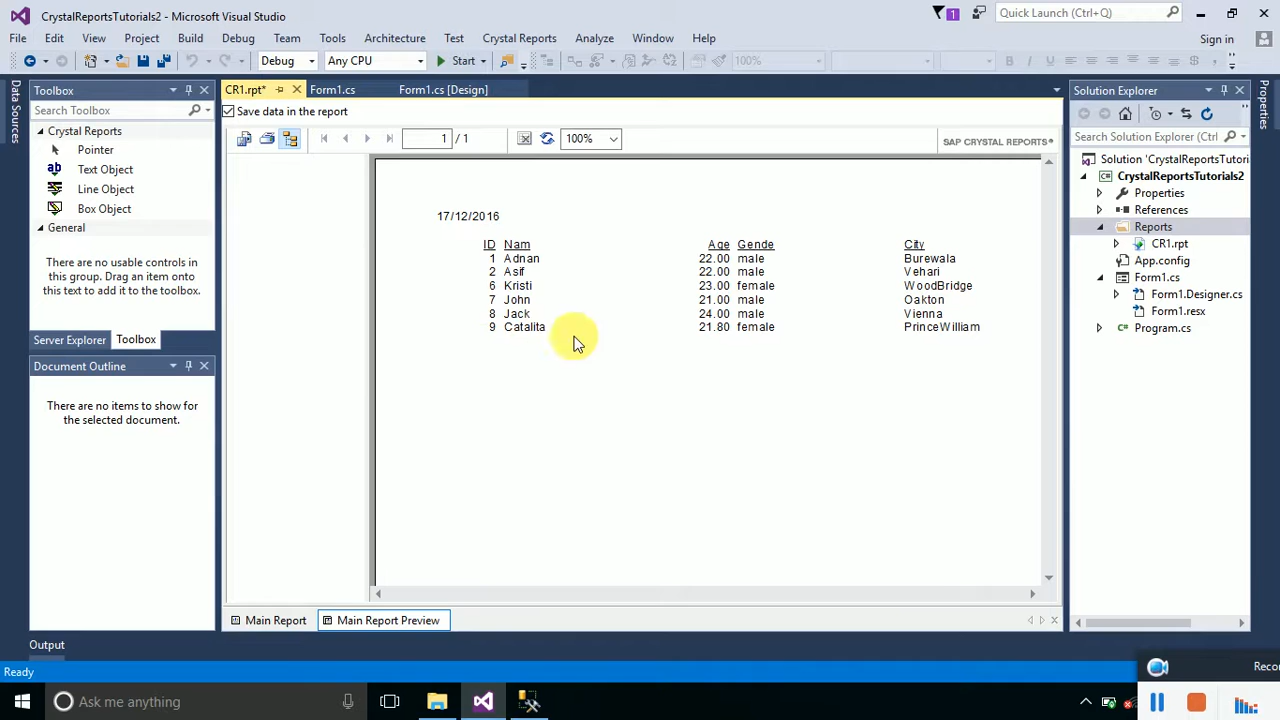 CrystalReportsTutorials2 - Microsoft Visual Studio
1
Quick Launch (Ctrl+Q)
File Edit View Project Build Debug Team Tools Architecture Test Crystal Reports Analyze Window Help
Sign in
Debug Any CPU Start 100%
Data Sources
Toolbox
Search Toolbox
Crystal Reports
Pointer
Text Object
Line Object
Box Object
General
There are no usable controls in
this group. Drag an item onto
this text to add it to the toolbox.
Server Explorer Toolbox
Document Outline
There are no items to show for
the selected document.
CR1.rpt* Form1.cs Form1.cs [Design]
Save data in the report
1 / 1 100%
SAP CRYSTAL REPORTS
17/12/2016
ID Nam Age Gende City
1 Adnan 22.00 male Burewala
2 Asif 22.00 male Vehari
6 Kristi 23.00 female WoodBridge
7 John 21.00 male Oakton
8 Jack 24.00 male Vienna
9 Catalita 21.80 female PrinceWilliam
Main Report Main Report Preview
Solution Explorer
Search Solution Explorer (Ctrl
Solution 'CrystalReportsTutori
CrystalReportsTutorials2
Properties
References
Reports
CR1.rpt
App.config
Form1.cs
Form1.Designer.cs
Form1.resx
Program.cs
Properties
Output
Ready
Reco
Ask me anything